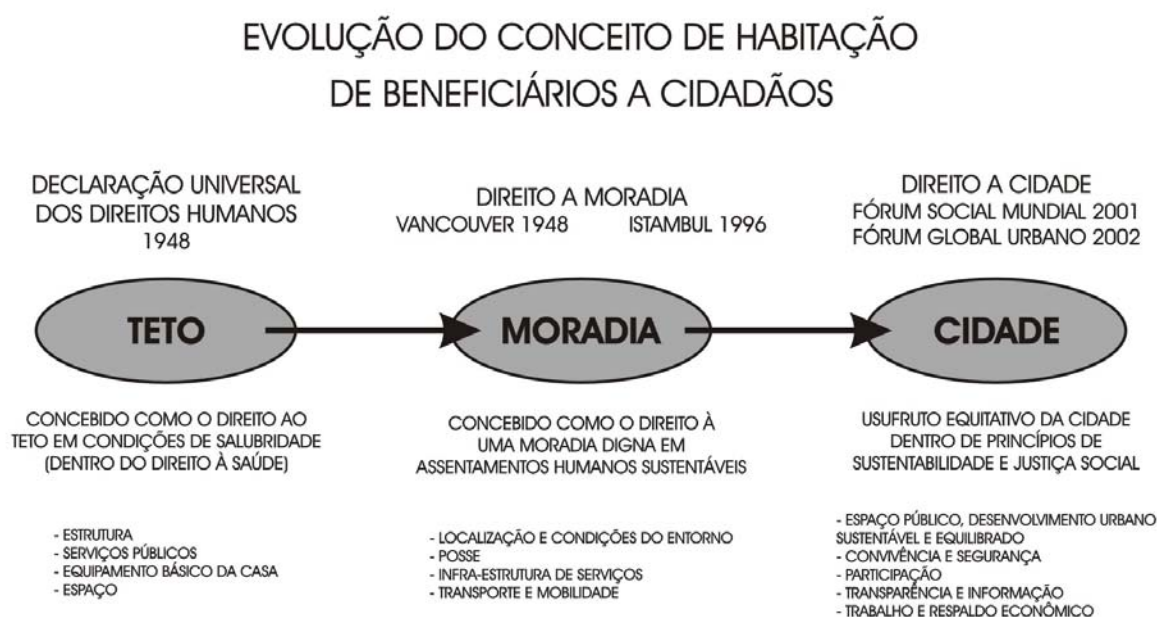 EVOLUÇÃO DO CONCEITO DE HABITAÇÃO
DE BENEFICIÁRIOS A CIDADÃOS
DECLARAÇÃO UNIVERSAL
DOS DIREITOS HUMANOS
1948
DIREITO A MORADIA
VANCOUVER 1948 ISTAMBUL 1996
DIREITO A CIDADE
FÓRUM SOCIAL MUNDIAL 2001
FÓRUM GLOBAL URBANO 2002
TETO
MORADIA
CIDADE
CONCEBIDO COMO O DIREITO AO
TETO EM CONDIÇÕES DE SALUBRIDADE
(DENTRO DO DIREITO À SAÚDE)
CONCEBIDO COMO O DIREITO À
UMA MORADIA DIGNA EM
ASSENTAMENTOS HUMANOS SUSTENTÁVEIS
USUFRUTO EQUITATIVO DA CIDADE
DENTRO DE PRINCÍPIOS DE
SUSTENTABILIDADE E JUSTIÇA SOCIAL
- ESTRUTURA
- SERVIÇOS PÚBLICOS
- EQUIPAMENTO BÁSICO DA CASA
- ESPAÇO
- LOCALIZAÇÃO E CONDIÇÕES DO ENTORNO
- POSSE
- INFRA-ESTRUTURA DE SERVIÇOS
- TRANSPORTE E MOBILIDADE
- ESPAÇO PÚBLICO, DESENVOLVIMENTO URBANO
SUSTENTÁVEL E EQUILIBRADO
- CONVIVÊNCIA E SEGURANÇA
- PARTICIPAÇÃO
- TRANSPARÊNCIA E INFORMAÇÃO
- TRABALHO E RESPALDO ECONÔMICO